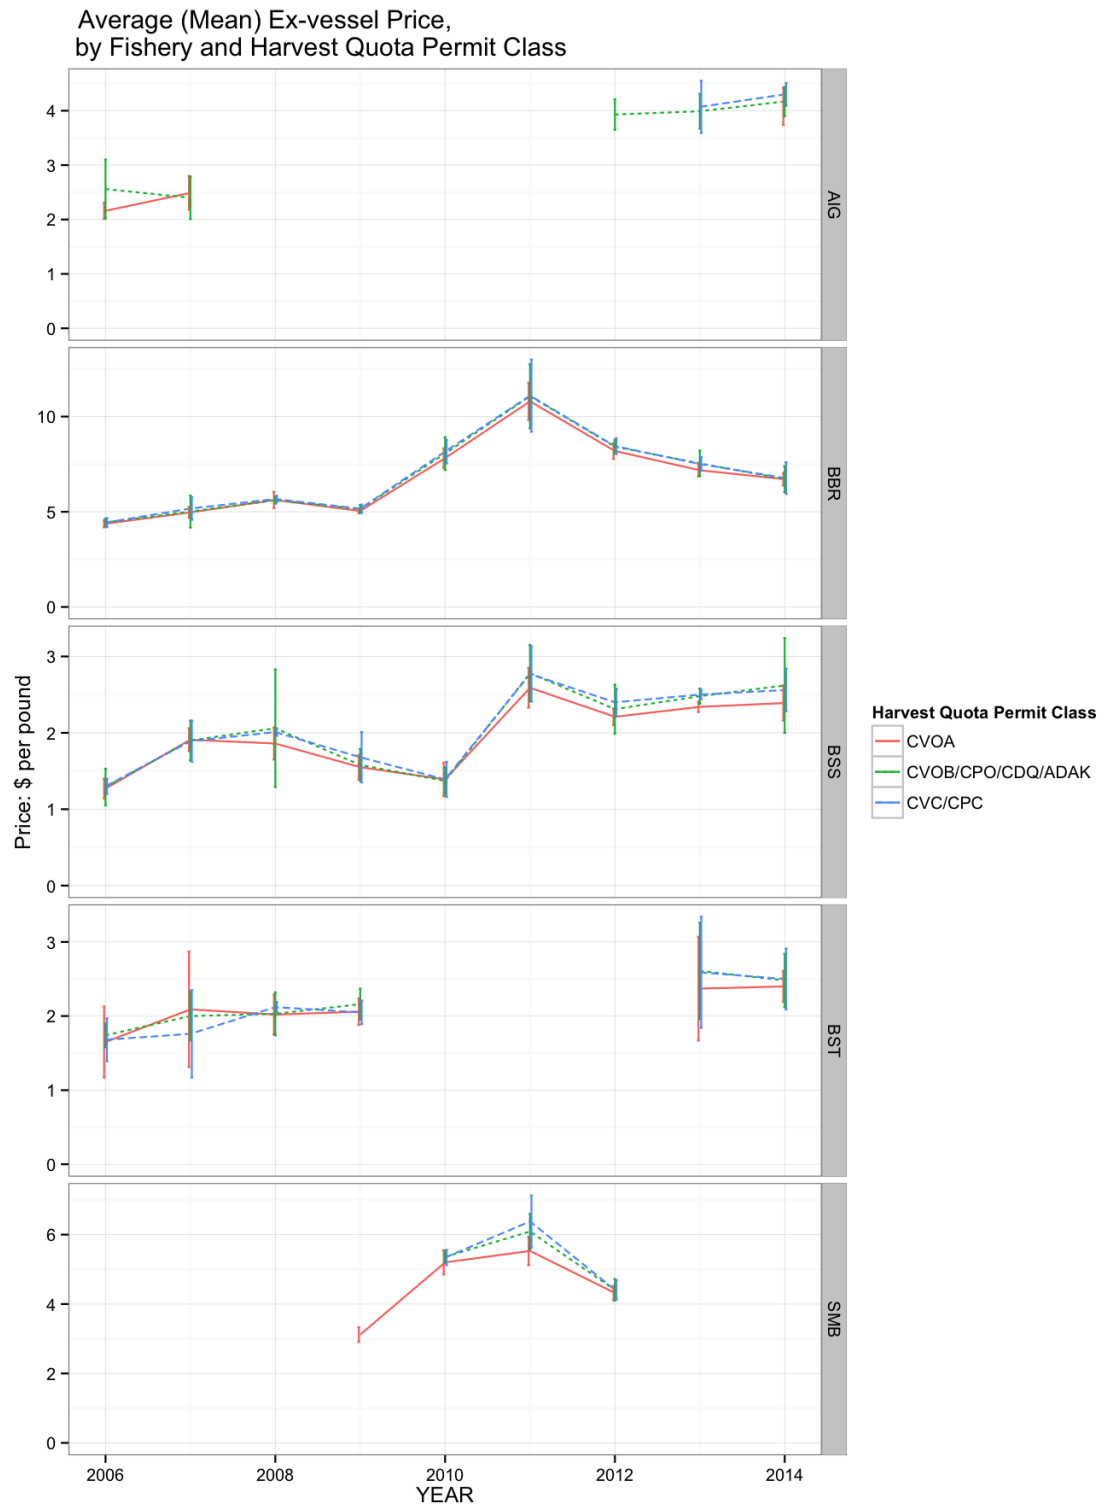 Average (Mean) Ex-vessel Price,
by Fishery and Harvest Quota Permit Class
4
3
2
1
0
AIG
10
5
0
BBR
3
2
1
0
BSS
Price: $ per pound
3
2
1
0
BST
6
4
2
0
SMB
2006 2008 2010 2012 2014
YEAR
Harvest Quota Permit Class
CVOA
CVOB/CPO/CDQ/ADAK
CVC/CPC